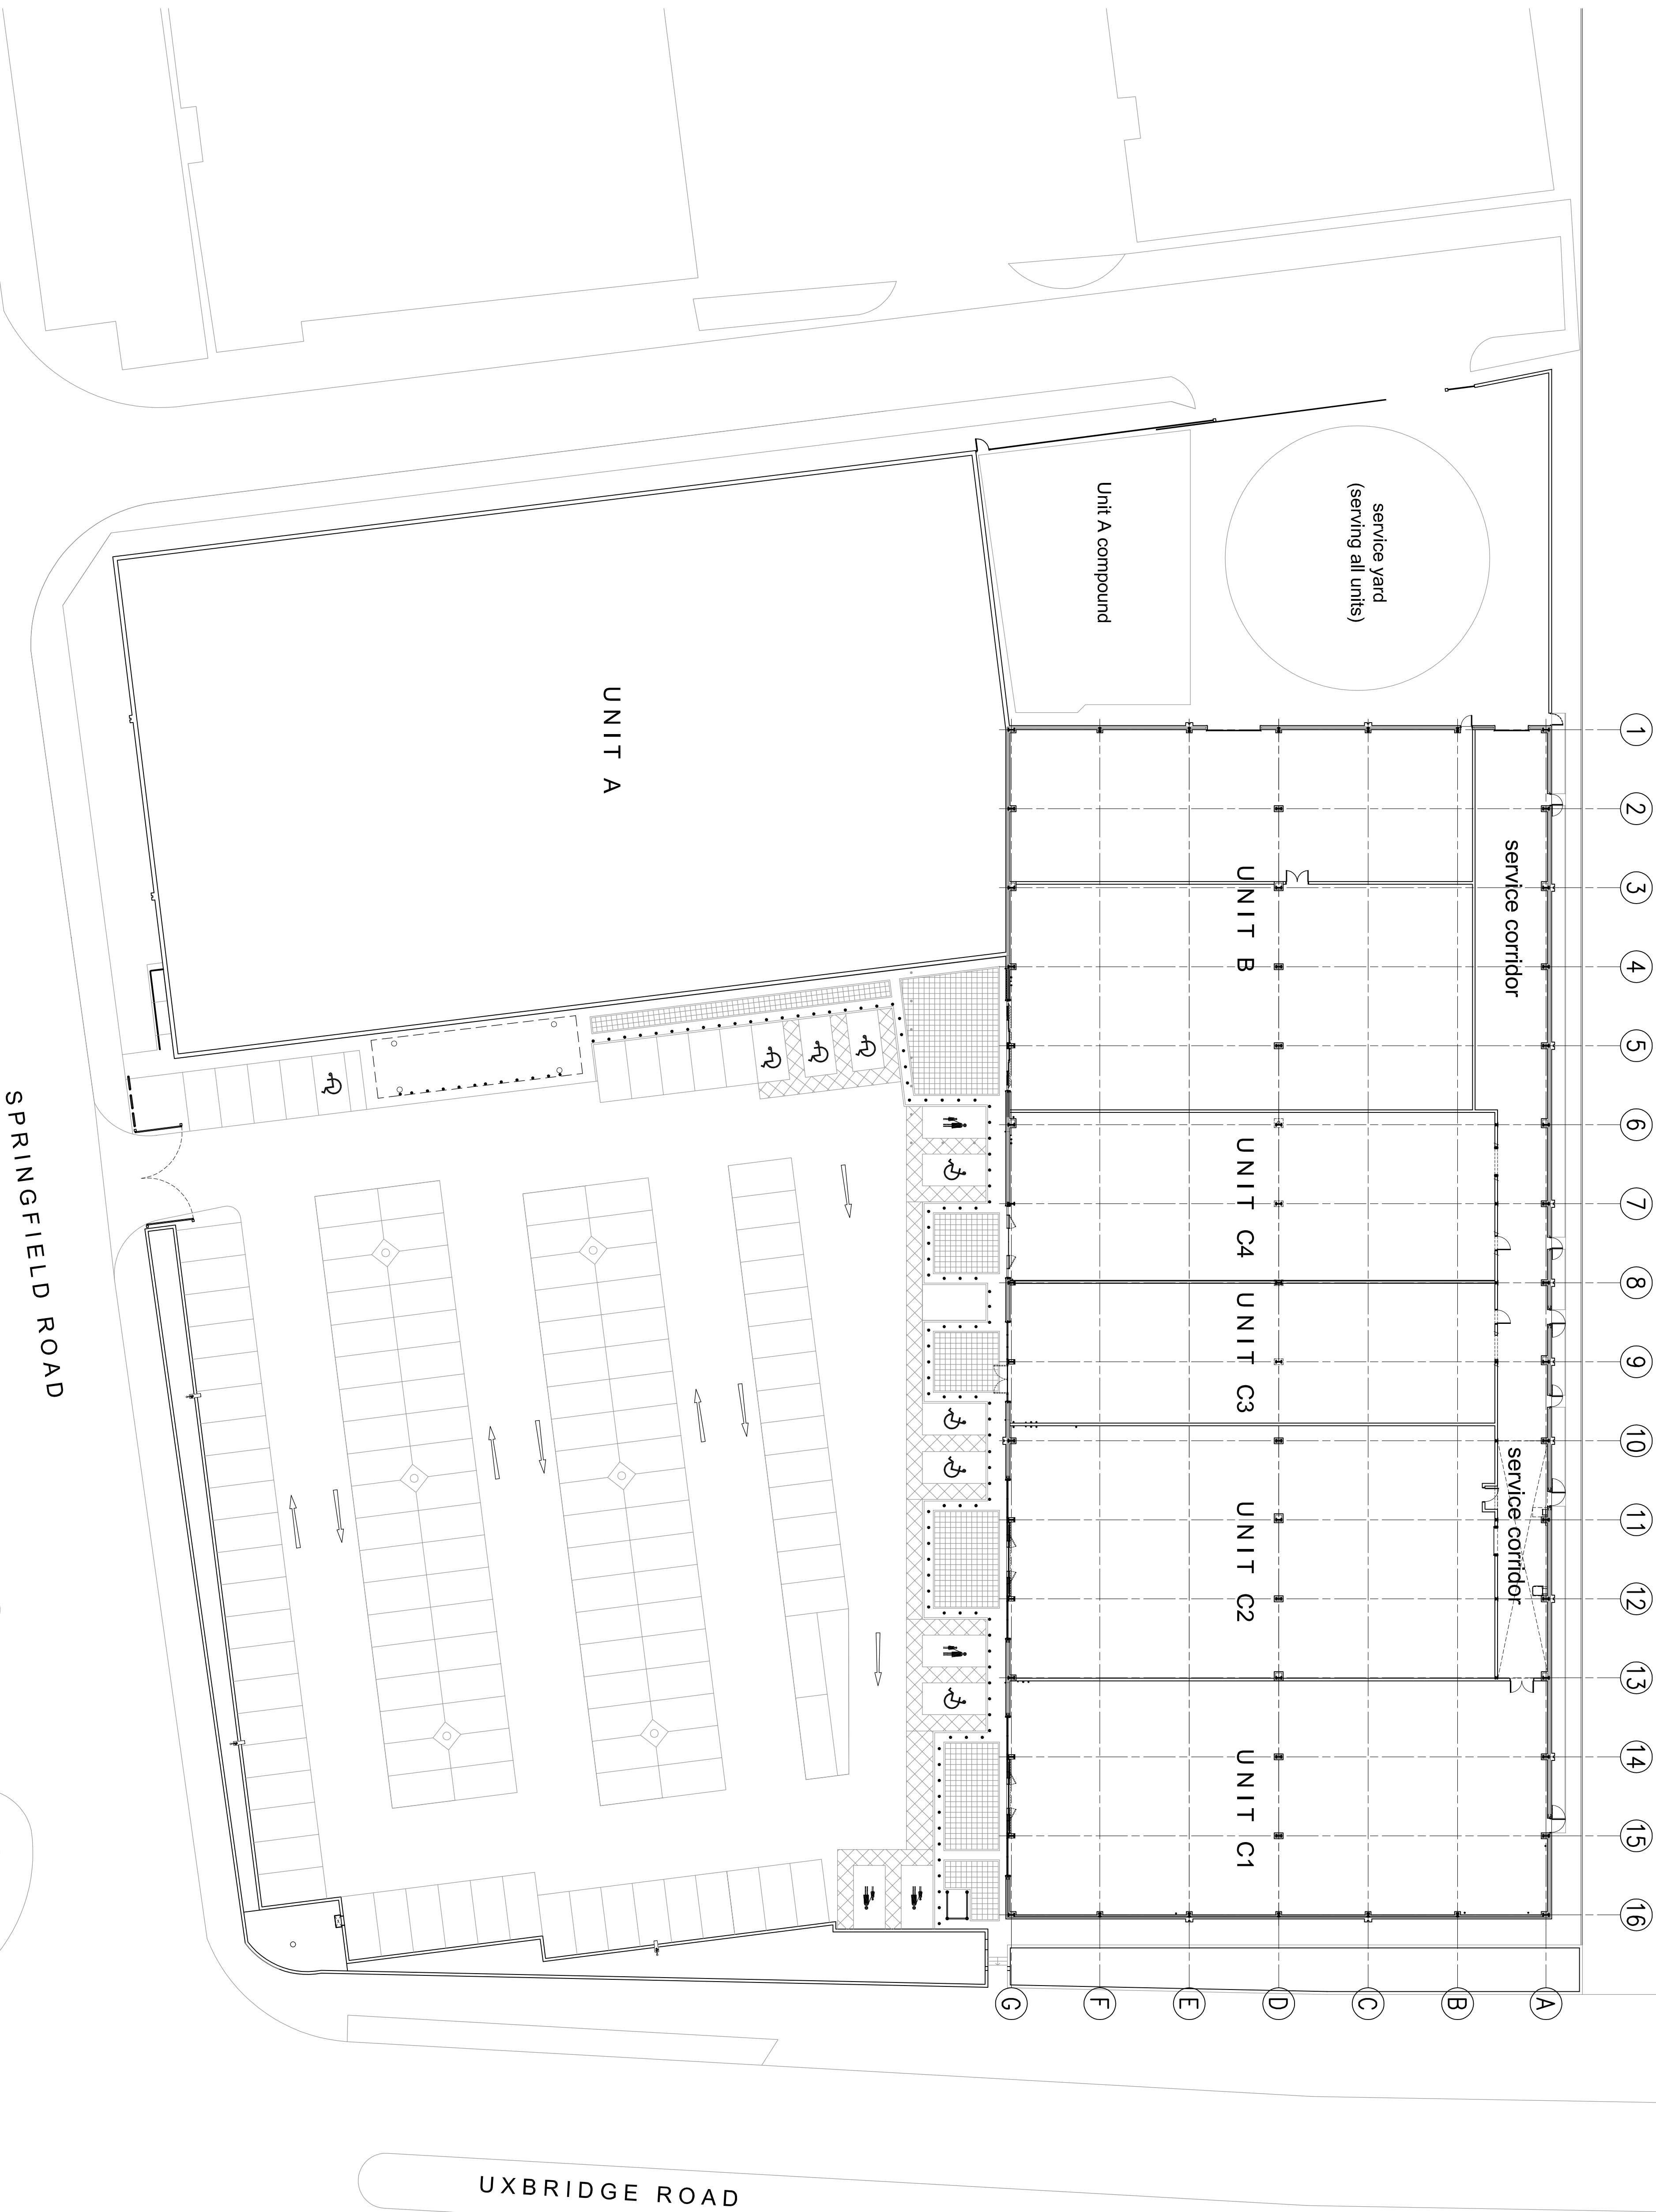 service yard
(serving all units)
Unit A compound
UNIT A
1
2
3
4
5
6
7
8
9
10
11
12
13
14
15
16
service corridor
UNIT B
UNIT C4
UNIT C3
service corridor
UNIT C2
UNIT C1
G
F
E
D
C
B
A
SPRINGFIELD ROAD
UXBRIDGE ROAD